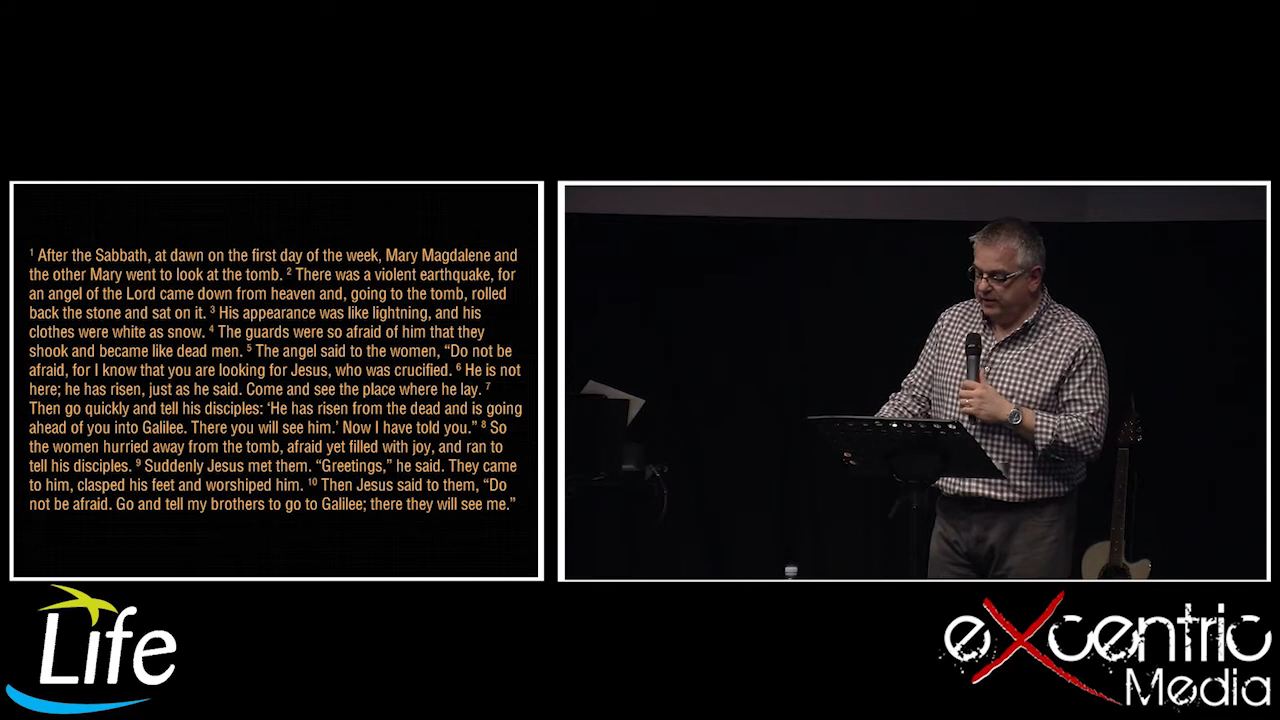 ¹ After the Sabbath, at dawn on the first day of the week, Mary Magdalene and
the other Mary went to look at the tomb. ² There was a violent earthquake, for
an angel of the Lord came down from heaven and, going to the tomb, rolled
back the stone and sat on it. ³ His appearance was like lightning, and his
clothes were white as snow. ⁴ The guards were so afraid of him that they
shook and became like dead men. ⁵ The angel said to the women, “Do not be
afraid, for I know that you are looking for Jesus, who was crucified. ⁶ He is not
here; he has risen, just as he said. Come and see the place where he lay. ⁷
Then go quickly and tell his disciples: ‘He has risen from the dead and is going
ahead of you into Galilee. There you will see him.’ Now I have told you.” ⁸ So
the women hurried away from the tomb, afraid yet filled with joy, and ran to
tell his disciples. ⁹ Suddenly Jesus met them. “Greetings,” he said. They came
to him, clasped his feet and worshiped him. ¹⁰ Then Jesus said to them, “Do
not be afraid. Go and tell my brothers to go to Galilee; there they will see me.”
Life
eXcentric
Media